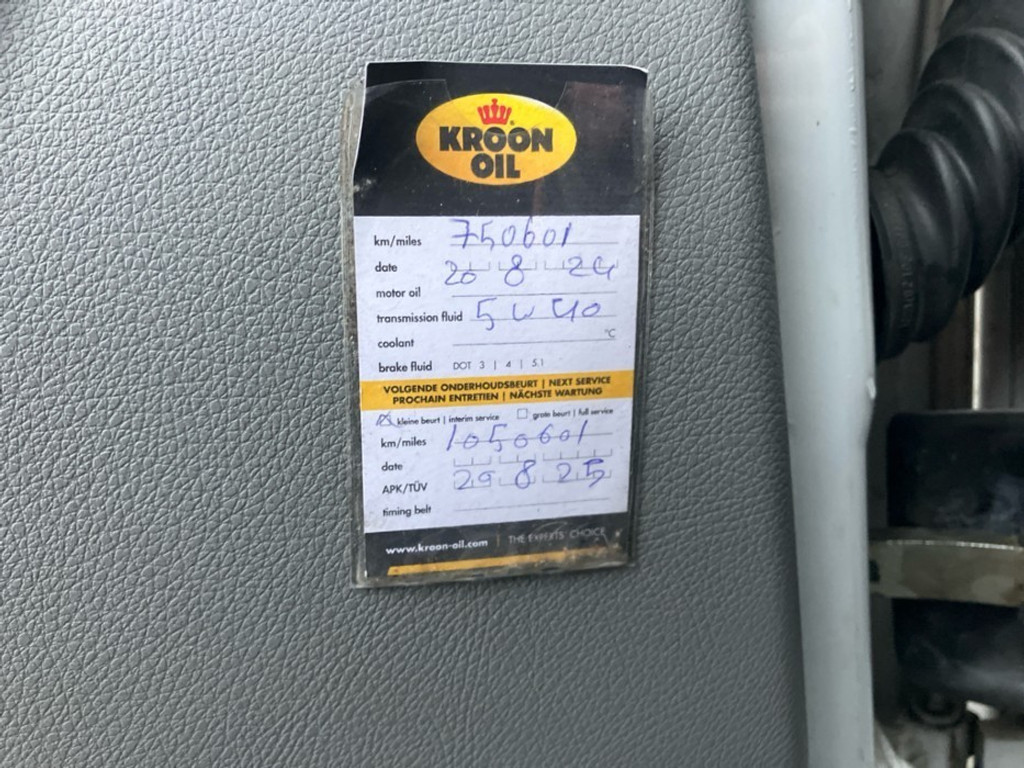 KROON
OIL
km/miles 750601
date 20 8 24
motor oil
transmission fluid 5w40
coolant °C
brake fluid DOT 3 | 4 | 5.1
VOLGENDE ONDERHOUDSBEURT | NEXT SERVICE
PROCHAIN ENTRETIEN | NÄCHSTE WARTUNG
kleine beurt | interim service grote beurt | full service
km/miles 1050601
date
APK/TÜV 29 8 25
timing belt
www.kroon-oil.com | THE EXPERTS' CHOICE